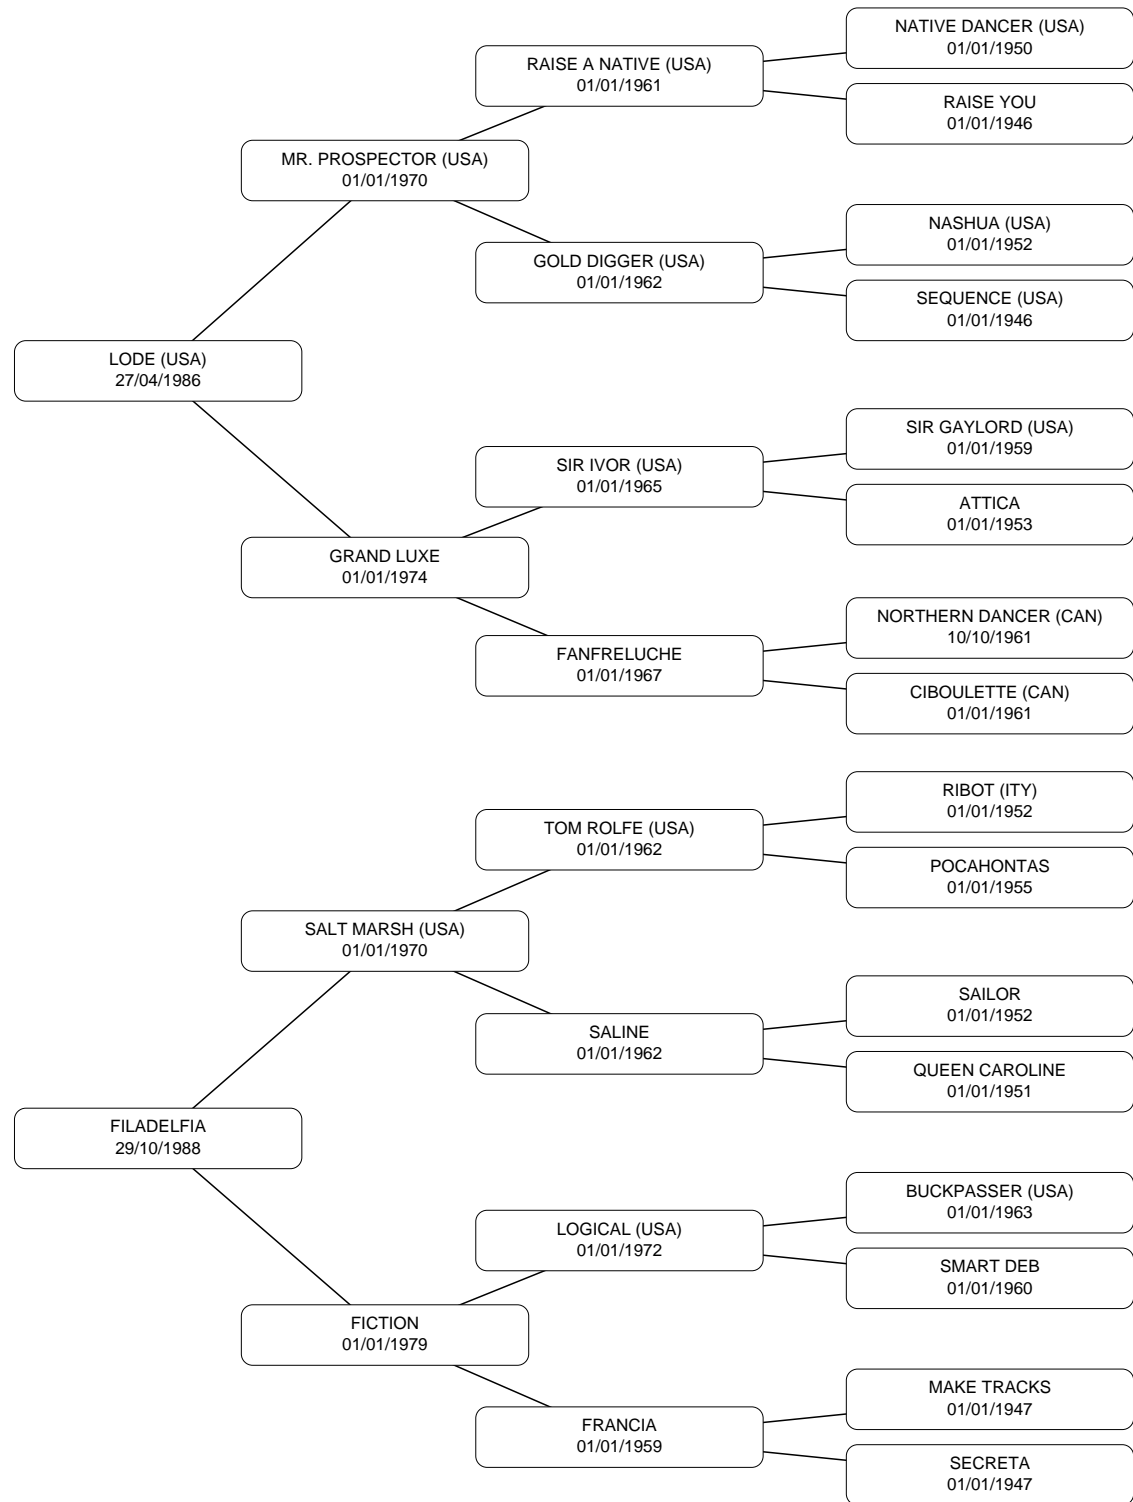 NATIVE DANCER (USA)
01/01/1950
RAISE A NATIVE (USA)
01/01/1961
RAISE YOU
01/01/1946
MR. PROSPECTOR (USA)
01/01/1970
NASHUA (USA)
01/01/1952
GOLD DIGGER (USA)
01/01/1962
SEQUENCE (USA)
01/01/1946
LODE (USA)
27/04/1986
SIR GAYLORD (USA)
01/01/1959
SIR IVOR (USA)
01/01/1965
ATTICA
01/01/1953
GRAND LUXE
01/01/1974
NORTHERN DANCER (CAN)
10/10/1961
FANFRELUCHE
01/01/1967
CIBOULETTE (CAN)
01/01/1961
RIBOT (ITY)
01/01/1952
TOM ROLFE (USA)
01/01/1962
POCAHONTAS
01/01/1955
SALT MARSH (USA)
01/01/1970
SAILOR
01/01/1952
SALINE
01/01/1962
QUEEN CAROLINE
01/01/1951
FILADELFIA
29/10/1988
BUCKPASSER (USA)
01/01/1963
LOGICAL (USA)
01/01/1972
SMART DEB
01/01/1960
FICTION
01/01/1979
MAKE TRACKS
01/01/1947
FRANCIA
01/01/1959
SECRETA
01/01/1947